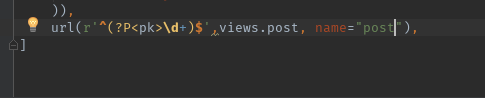 )),
url(r'^(?P<pk>\d+)$',views.post, name="post"),
]